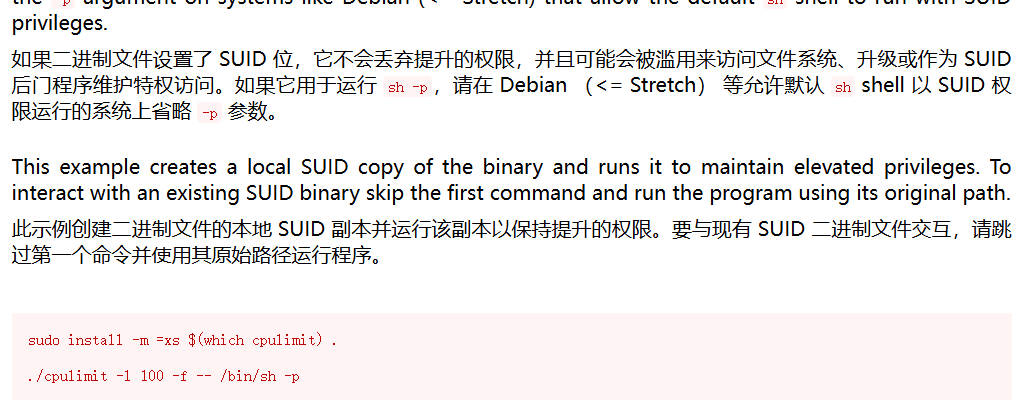 the -p argument on systems like Debian (<= Stretch) that allow the default sh shell to run with SUID
privileges.
如果二进制文件设置了 SUID 位，它不会丢弃提升的权限，并且可能会被滥用来访问文件系统、升级或作为 SUID
后门程序维护特权访问。如果它用于运行 sh -p，请在 Debian （<= Stretch） 等允许默认 sh shell 以 SUID 权
限运行的系统上省略 -p 参数。
This example creates a local SUID copy of the binary and runs it to maintain elevated privileges. To
interact with an existing SUID binary skip the first command and run the program using its original path.
此示例创建二进制文件的本地 SUID 副本并运行该副本以保持提升的权限。要与现有 SUID 二进制文件交互，请跳
过第一个命令并使用其原始路径运行程序。
sudo install -m =xs $(which cpulimit) .
./cpulimit -l 100 -f -- /bin/sh -p